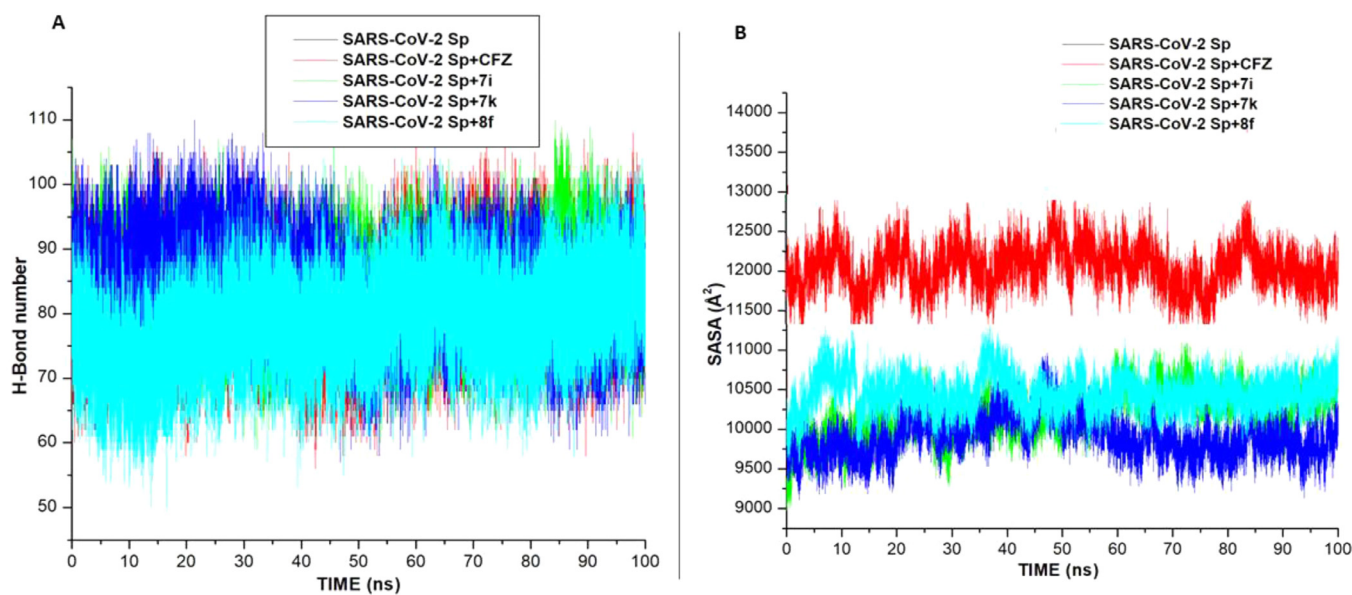 A
SARS-CoV-2 Sp
SARS-CoV-2 Sp+CFZ
SARS-CoV-2 Sp+7i
SARS-CoV-2 Sp+7k
SARS-CoV-2 Sp+8f
110
100
90
80
70
60
50
H-Bond number
0 10 20 30 40 50 60 70 80 90 100
TIME (ns)
B
SARS-CoV-2 Sp
SARS-CoV-2 Sp+CFZ
SARS-CoV-2 Sp+7i
SARS-CoV-2 Sp+7k
SARS-CoV-2 Sp+8f
14000
13500
13000
12500
12000
11500
11000
10500
10000
9500
9000
SASA (Å²)
0 10 20 30 40 50 60 70 80 90 100
TIME (ns)